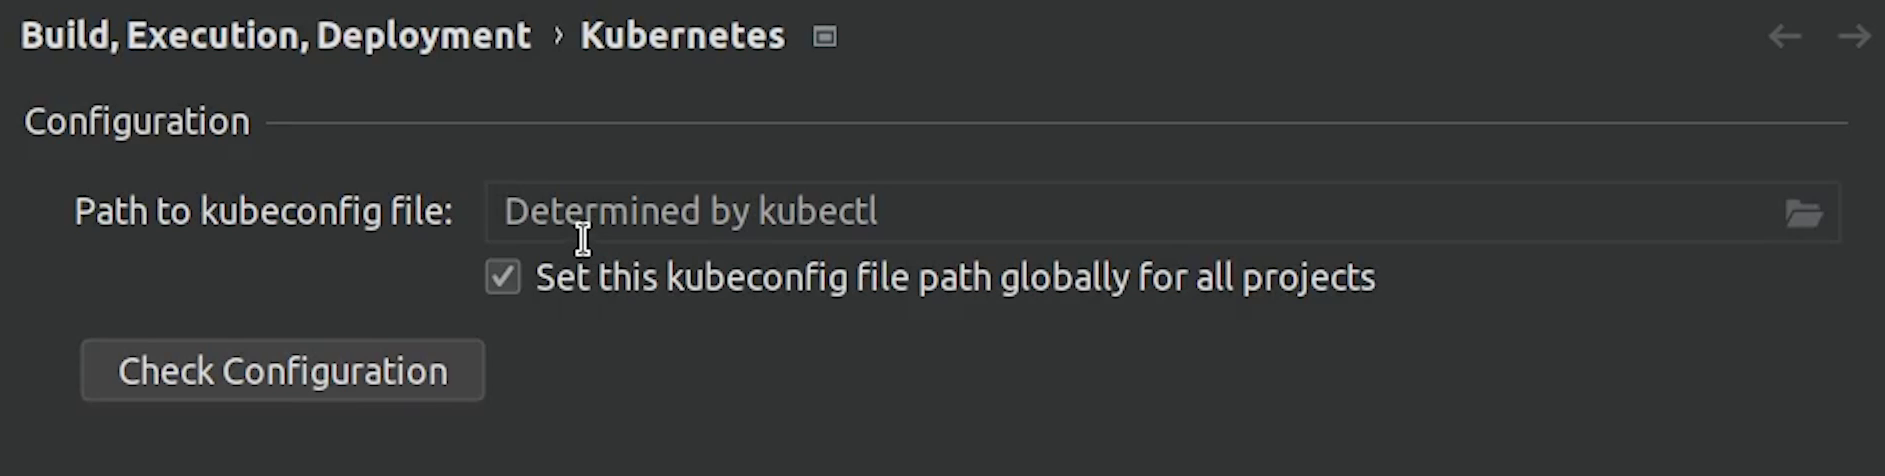 Build, Execution, Deployment › Kubernetes
Configuration
Path to kubeconfig file: Determined by kubectl
Set this kubeconfig file path globally for all projects
Check Configuration